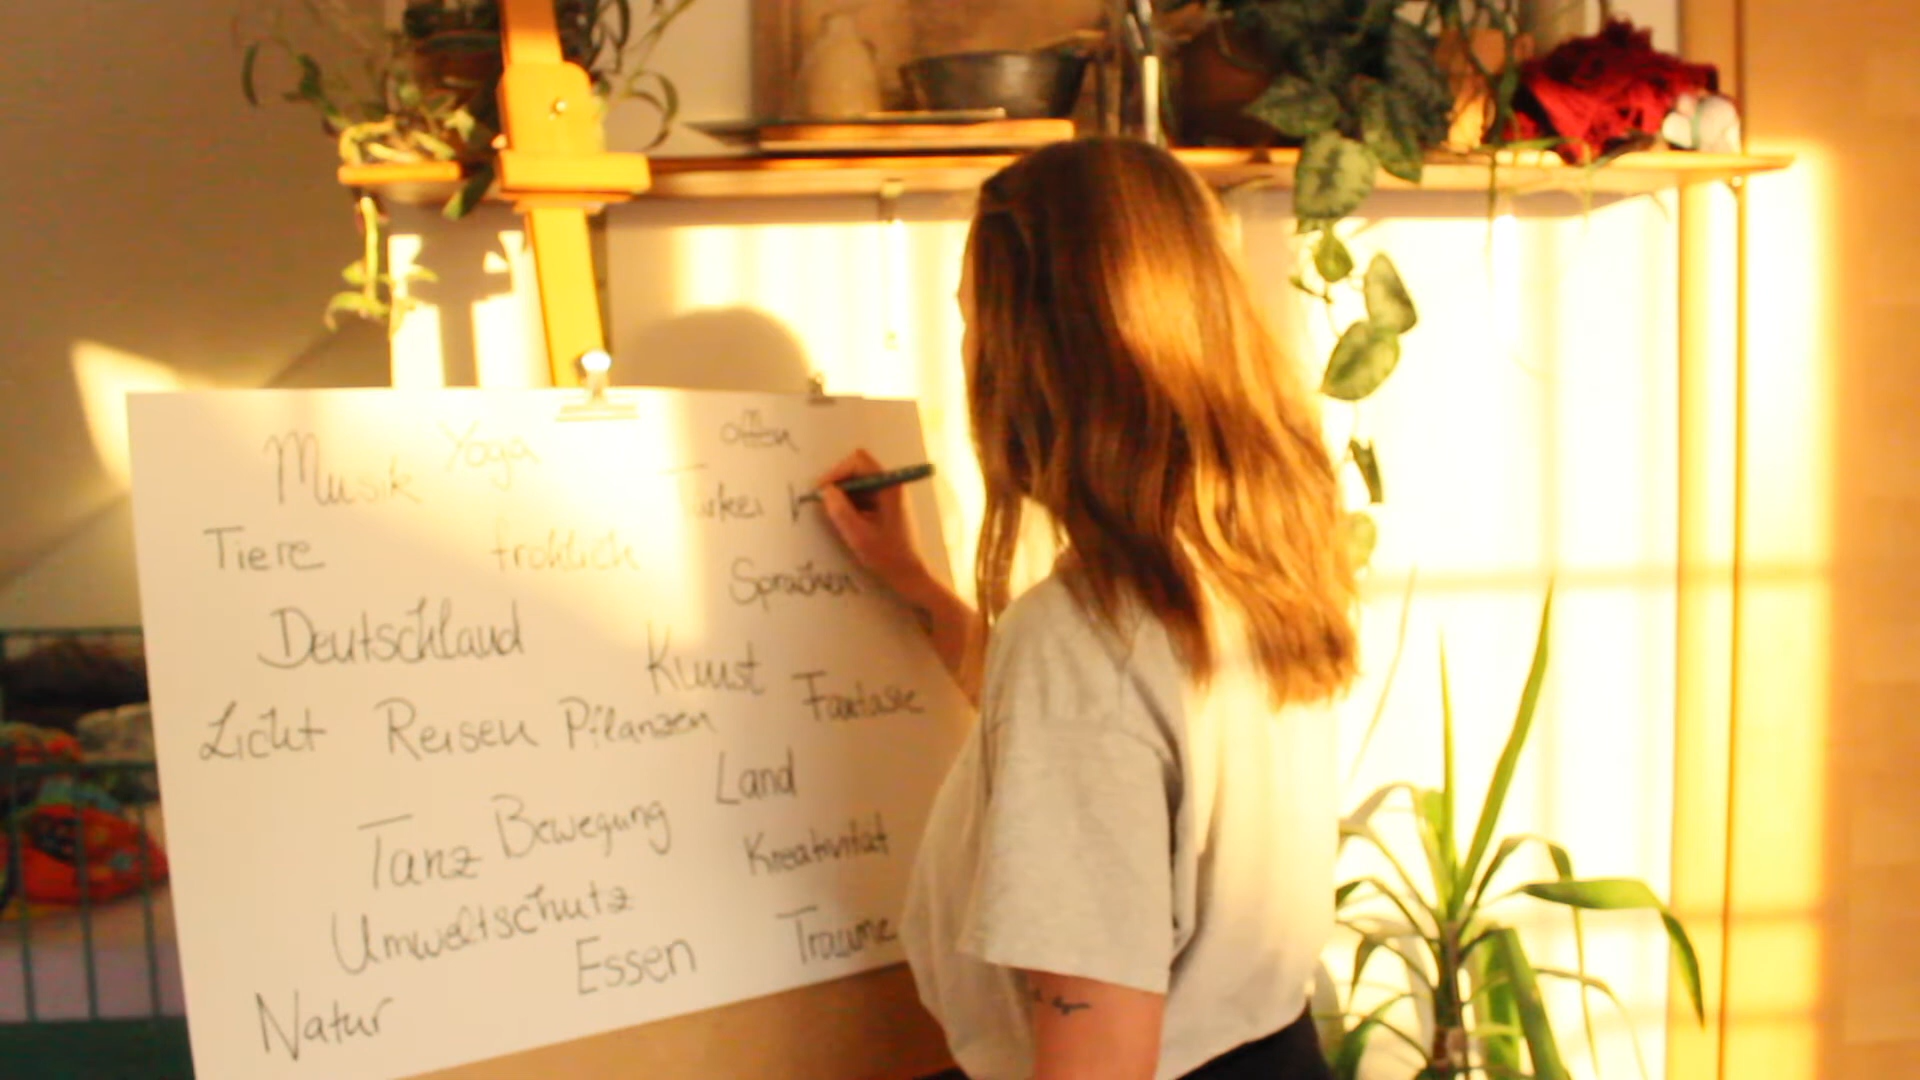 Musik Yoga offen
Türkei
Tiere fröhlich
Sprachen
Deutschland
Kunst
Licht Reisen Pflanzen Fantasie
Land
Tanz Bewegung
Kreativität
Umweltschutz
Essen Träume
Natur